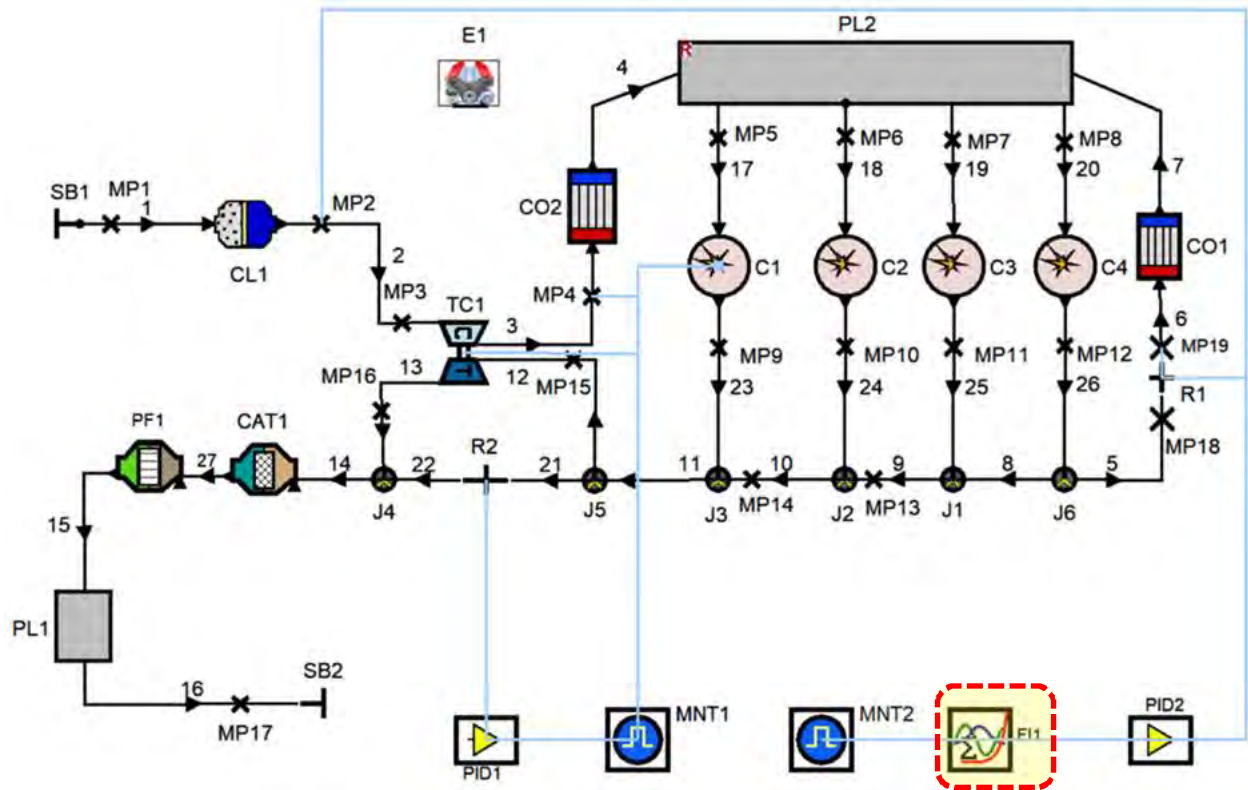 E1
PL2
R
4
MP5
MP6
MP7
MP8
17
18
19
20
7
SB1
MP1
1
CL1
MP2
2
MP3
TC1
C
T
3
CO2
MP4
C1
C2
C3
C4
CO1
6
MP19
R1
MP18
MP9
MP10
MP11
MP12
23
24
25
26
13
12
MP15
MP16
PF1
CAT1
27
14
J4
22
R2
21
J5
11
J3
10
MP14
J2
9
MP13
J1
8
J6
5
15
PL1
16
MP17
SB2
PID1
MNT1
MNT2
Σ
FI1
PID2